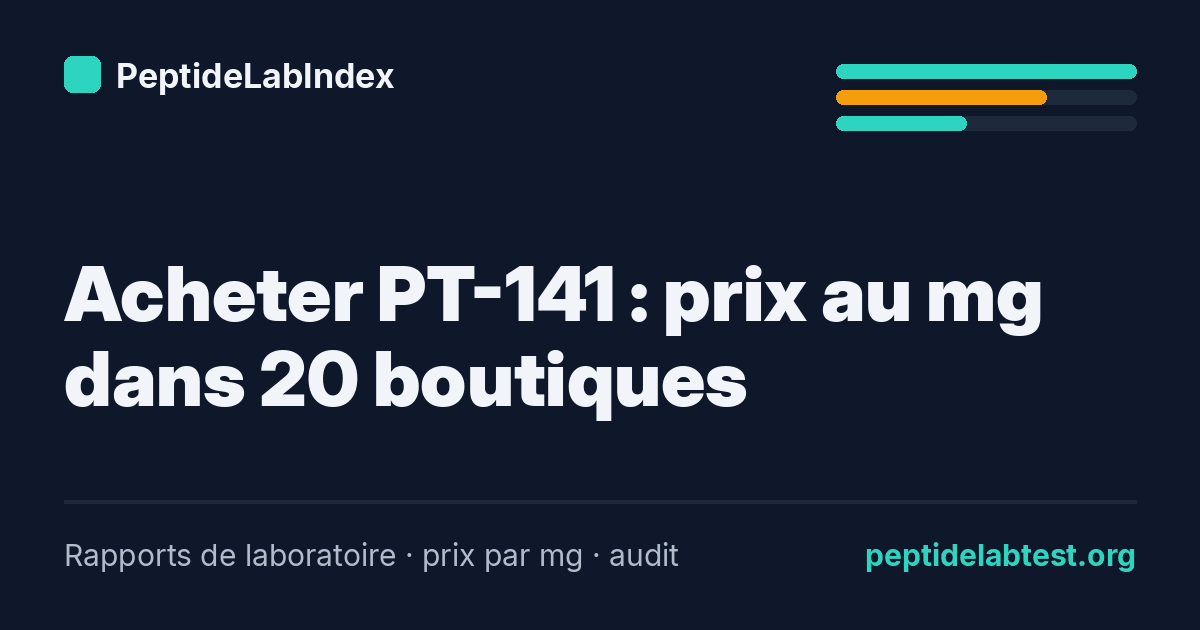 PeptideLabIndex
Acheter PT-141 : prix au mg
dans 20 boutiques
Rapports de laboratoire · prix par mg · audit
peptidelabtest.org